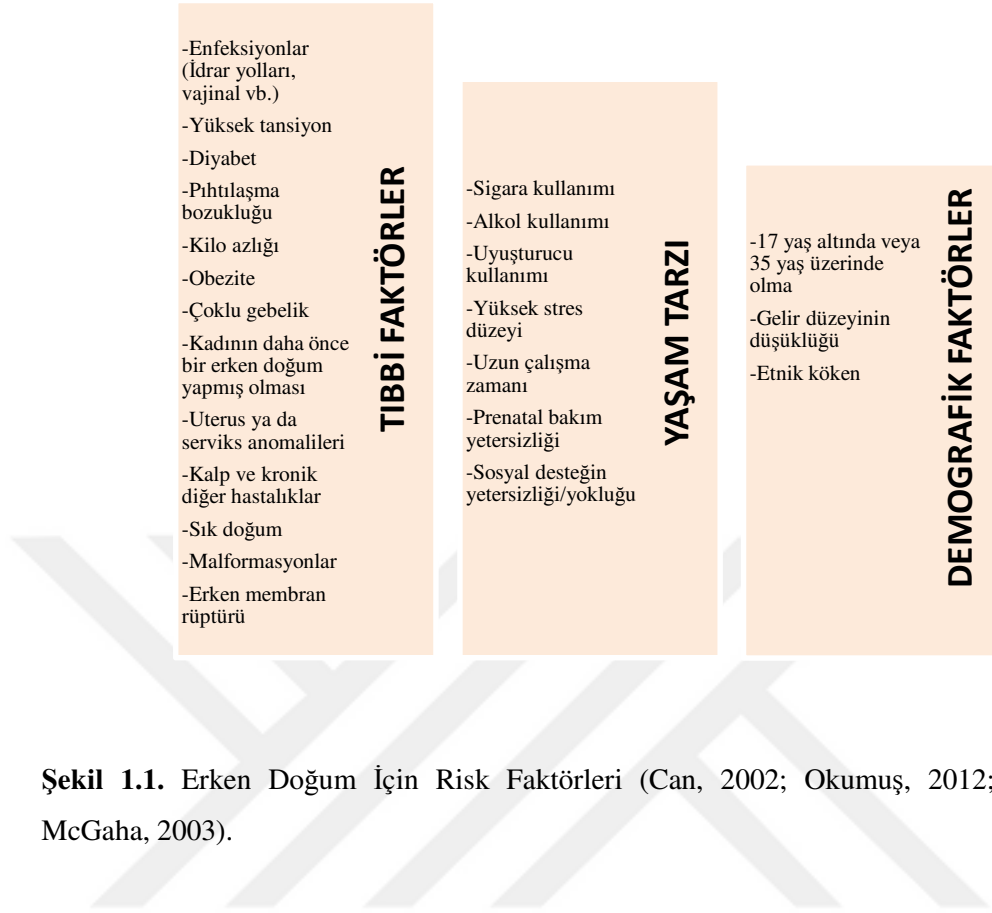 -Enfeksiyonlar
(İdrar yolları,
vajinal vb.)
-Yüksek tansiyon
-Diyabet
-Pıhtılaşma
bozukluğu
-Kilo azlığı
-Obezite
-Çoklu gebelik
-Kadının daha önce
bir erken doğum
yapmış olması
-Uterus ya da
serviks anomalileri
-Kalp ve kronik
diğer hastalıklar
-Sık doğum
-Malformasyonlar
-Erken membran
rüptürü
TIBBİ FAKTÖRLER
-Sigara kullanımı
-Alkol kullanımı
-Uyuşturucu
kullanımı
-Yüksek stres
düzeyi
-Uzun çalışma
zamanı
-Prenatal bakım
yetersizliği
-Sosyal desteğin
yetersizliği/yokluğu
YAŞAM TARZI
-17 yaş altında veya
35 yaş üzerinde
olma
-Gelir düzeyinin
düşüklüğü
-Etnik köken
DEMOGRAFİK FAKTÖRLER
Şekil 1.1. Erken Doğum İçin Risk Faktörleri (Can, 2002; Okumuş, 2012;
McGaha, 2003).